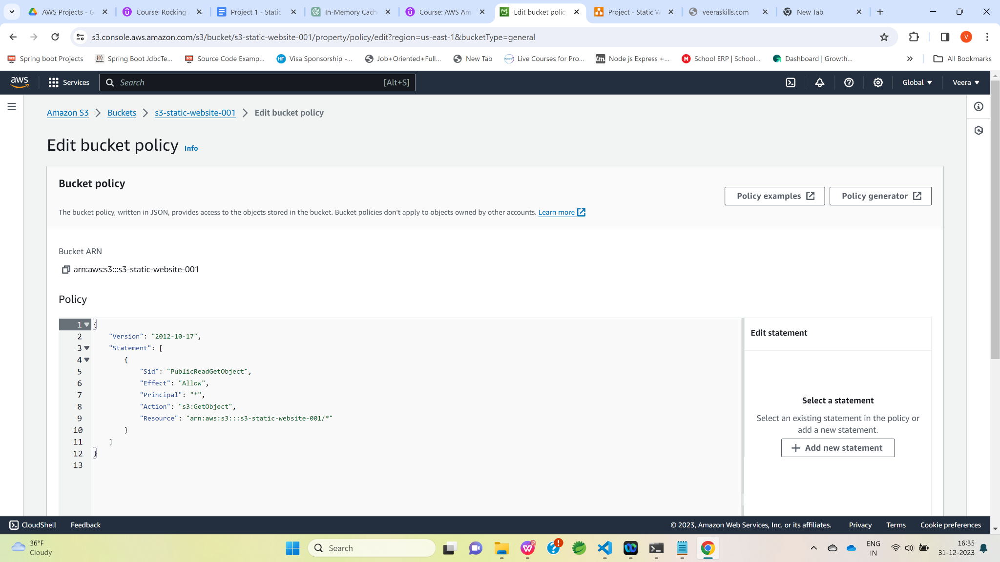 AWS Projects - G
Course: Rocking
Project 1 - Static
In-Memory Cach
Course: AWS Am
Edit bucket policy
Project - Static W
veeraskills.com
New Tab
s3.console.aws.amazon.com/s3/bucket/s3-static-website-001/property/policy/edit?region=us-east-1&bucketType=general
V
Spring boot Projects
Spring Boot JdbcTe...
Source Code Examp...
Visa Sponsorship -...
Job+Oriented+Full...
New Tab
Live Courses for Pro...
Node js Express +...
School ERP | School...
Dashboard | Growth...
All Bookmarks
aws
Services
Search
[Alt+S]
Global
Veera
Amazon S3
Buckets
s3-static-website-001
Edit bucket policy
Edit bucket policy Info
Bucket policy
Policy examples
Policy generator
The bucket policy, written in JSON, provides access to the objects stored in the bucket. Bucket policies don't apply to objects owned by other accounts. Learn more
Bucket ARN
arn:aws:s3:::s3-static-website-001
Policy
1 {
2 "Version": "2012-10-17",
3 "Statement": [
4 {
5 "Sid": "PublicReadGetObject",
6 "Effect": "Allow",
7 "Principal": "*",
8 "Action": "s3:GetObject",
9 "Resource": "arn:aws:s3:::s3-static-website-001/*"
10 }
11 ]
12 }
13
Edit statement
Select a statement
Select an existing statement in the policy or
add a new statement.
Add new statement
CloudShell
Feedback
© 2023, Amazon Web Services, Inc. or its affiliates.
Privacy
Terms
Cookie preferences
36°F
Cloudy
Search
ENG
IN
16:35
31-12-2023